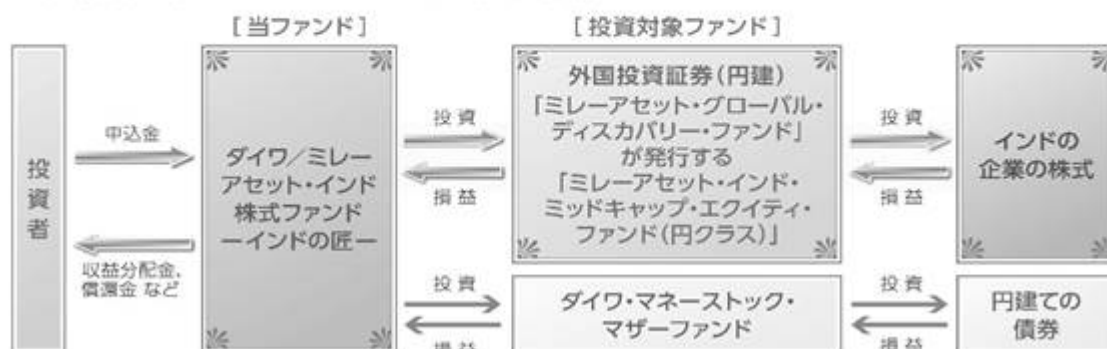 [当ファンド]
[投資対象ファンド]
投資者
申込金
収益分配金、
償還金 など
ダイワ/ミレー
アセット・インド
株式ファンド
ーインドの匠ー
投資
損益
外国投資証券(円建)
「ミレーアセット・グローバル・
ディスカバリー・ファンド」
が発行する
「ミレーアセット・インド・
ミッドキャップ・エクイティ・
ファンド(円クラス)」
投資
損益
インドの
企業の株式
投資
損益
ダイワ・マネーストック・
マザーファンド
投資
損益
円建ての
債券